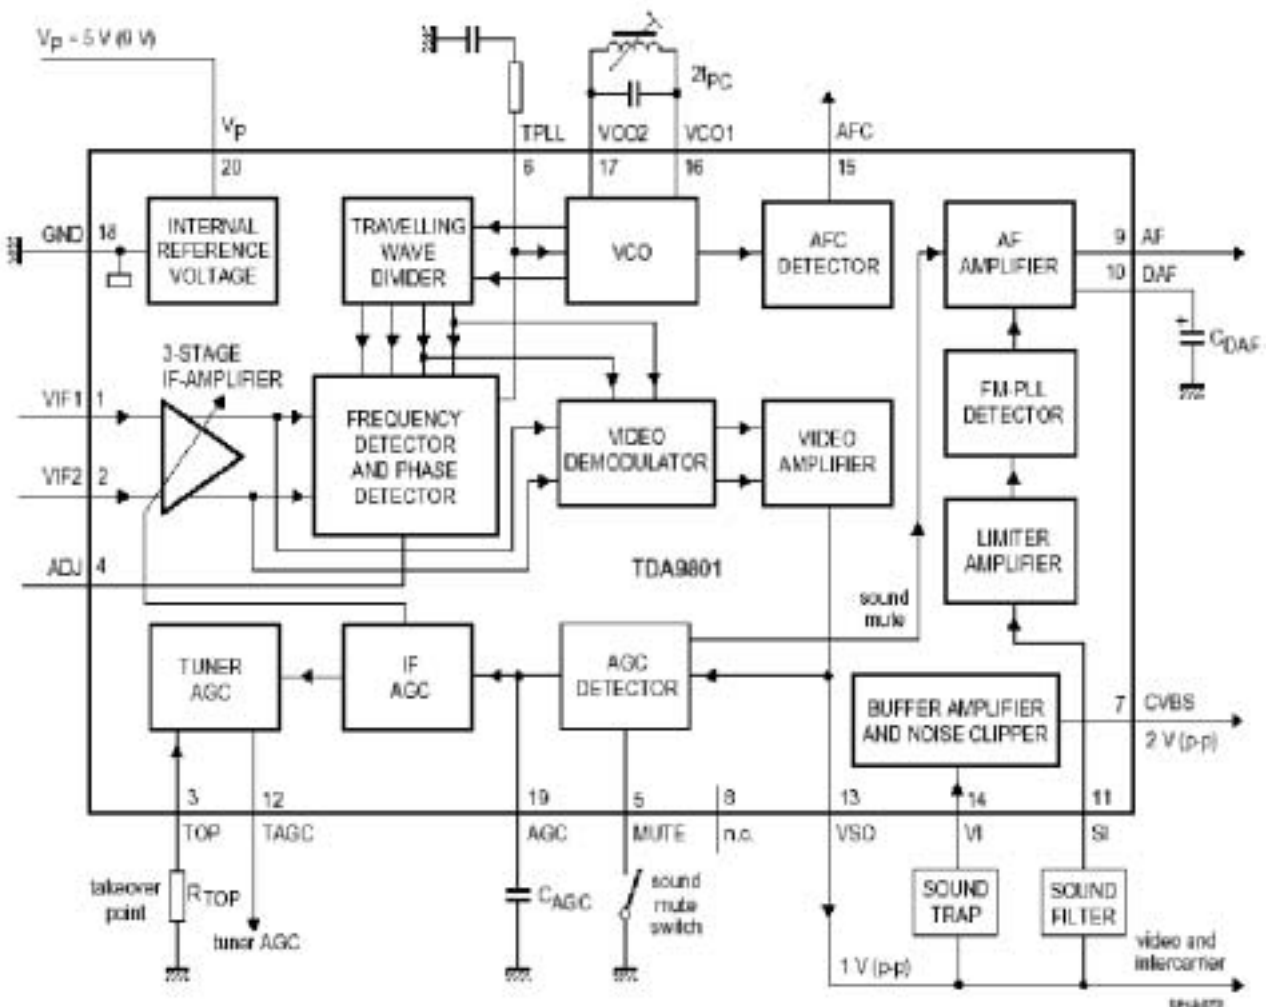 Vp = 5 V (9 V)
2fPC
Vp
TPLL
VCO2
VCO1
AFC
20
6
17
16
15
GND
18
INTERNAL
REFERENCE
VOLTAGE
TRAVELLING
WAVE
DIVIDER
VCO
AFC
DETECTOR
AF
AMPLIFIER
9
AF
10
DAF
CDAF
3-STAGE
IF-AMPLIFIER
VIF1
1
VIF2
2
FREQUENCY
DETECTOR
AND PHASE
DETECTOR
VIDEO
DEMODULATOR
VIDEO
AMPLIFIER
FM-PLL
DETECTOR
LIMITER
AMPLIFIER
ADJ
4
TDA9801
sound
mute
TUNER
AGC
IF
AGC
AGC
DETECTOR
BUFFER AMPLIFIER
AND NOISE CLIPPER
7
CVBS
2 V (p-p)
3
12
19
5
8
13
14
11
TOP
TAGC
AGC
MUTE
n.c.
VSO
VI
SI
takeover
point
RTOP
tuner AGC
CAGC
sound
mute
switch
SOUND
TRAP
SOUND
FILTER
1 V (p-p)
video and
intercarrier